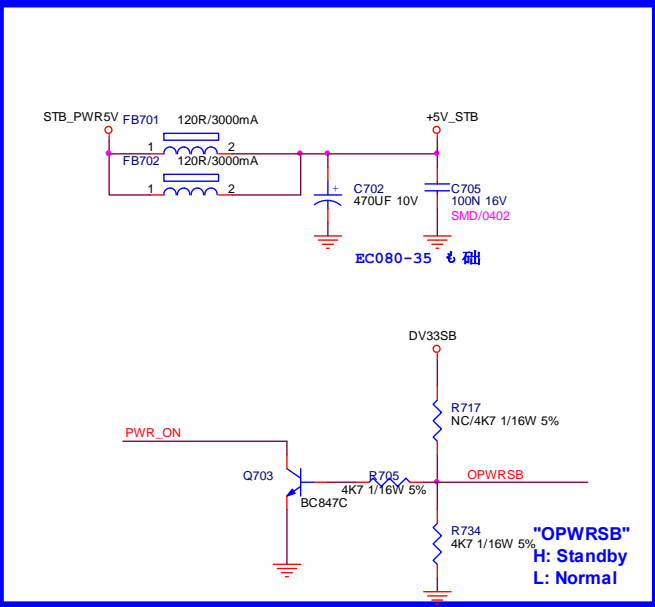 STB_PWR5V
FB701
120R/3000mA
1
2
FB702
120R/3000mA
1
2
+5V_STB
+
C702
470UF 10V
C705
100N 16V
SMD/0402
EC080-35 も 础
DV33SB
R717
NC/4K7 1/16W 5%
PWR_ON
Q703
BC847C
R705
4K7 1/16W 5%
OPWRSB
R734
4K7 1/16W 5%
"OPWRSB"
H: Standby
L: Normal